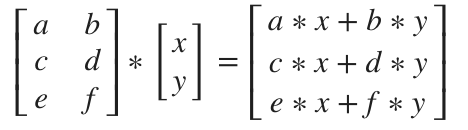 [a b; c d; e f] * [x; y] = [a * x + b * y; c * x + d * y; e * x + f * y]